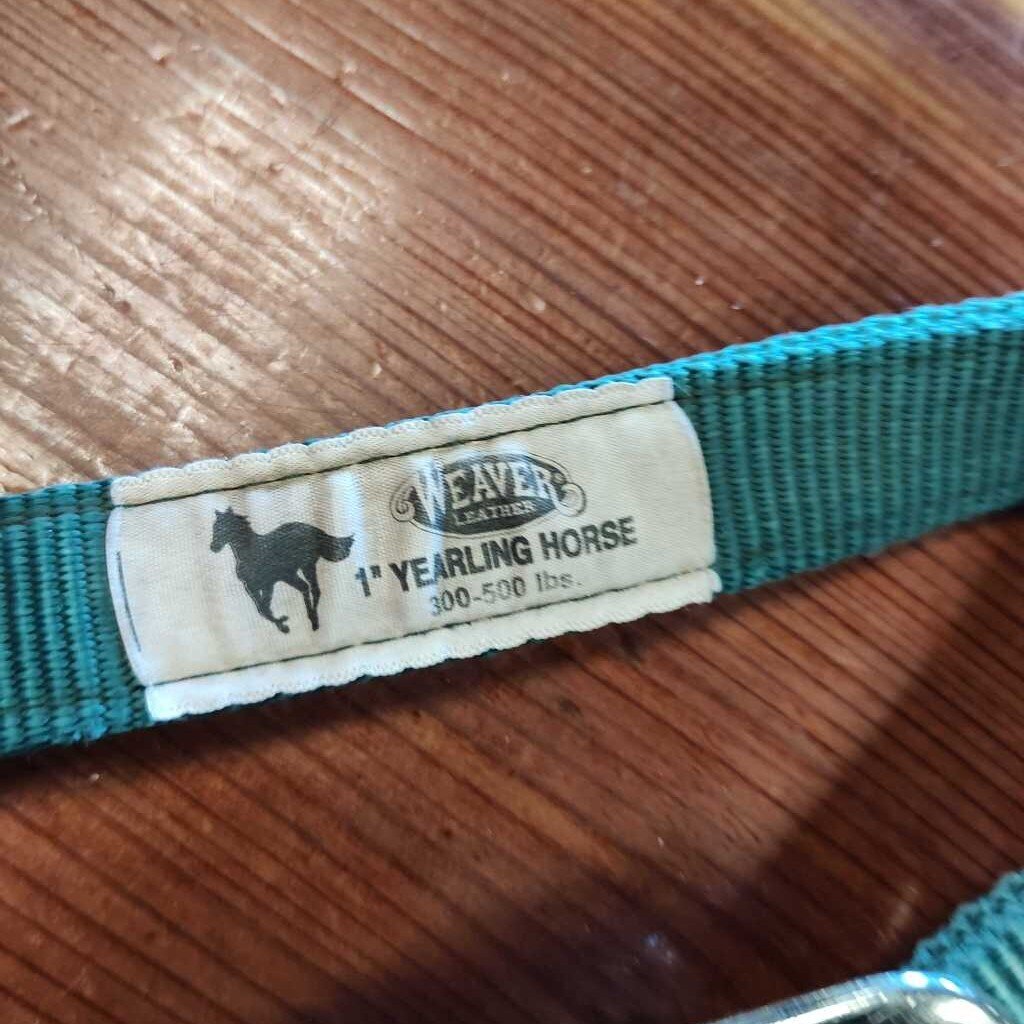 WEAVER
LEATHER
1" YEARLING HORSE
300-500 lbs.